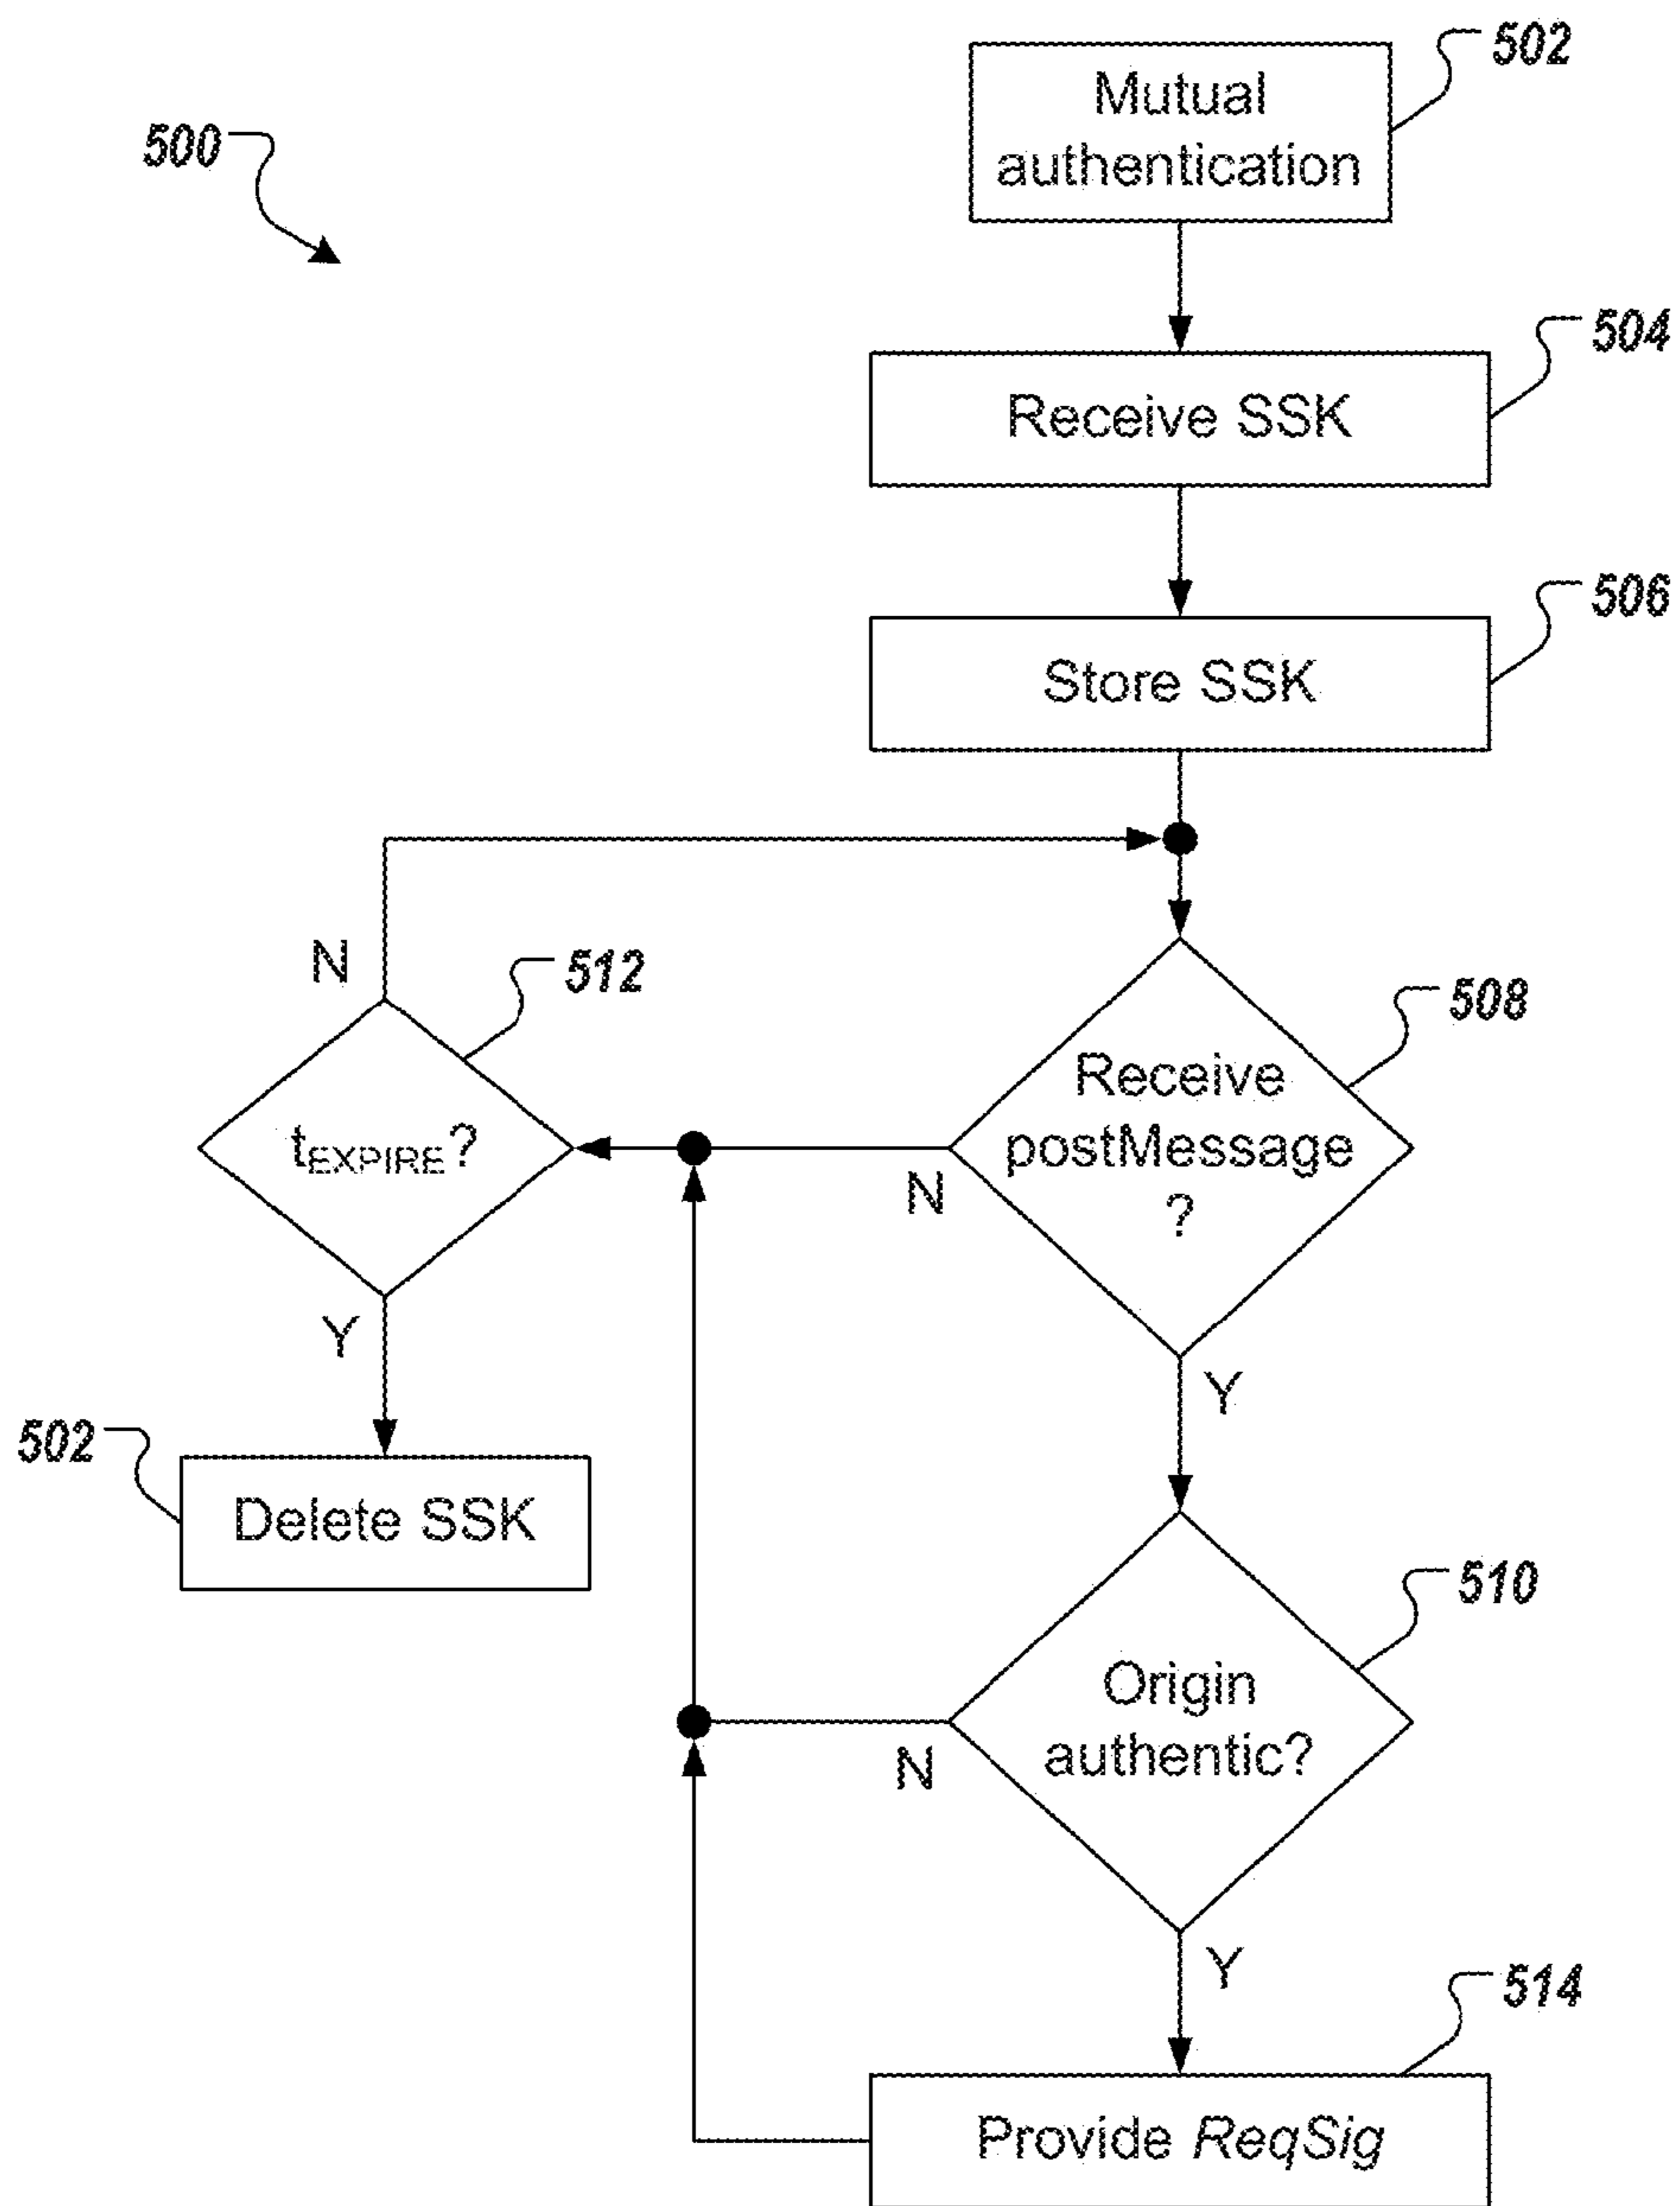 502
Mutual
authentication
500
504
Receive SSK
506
Store SSK
N
512
508
Receive
postMessage
?
tEXPIRE?
N
Y
Y
502
Delete SSK
510
Origin
authentic?
N
Y
514
Provide ReqSig